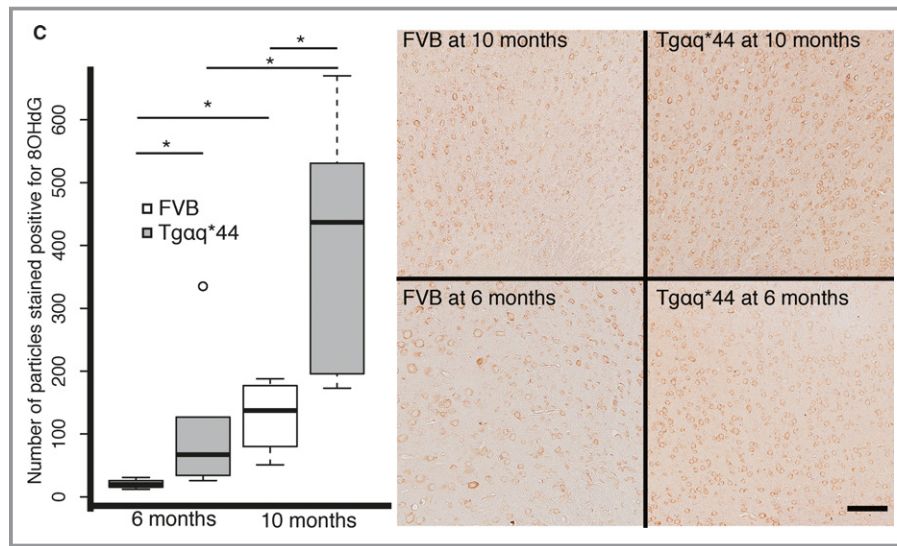 C
Number of particles stained positive for 8OHdG
600
500
400
300
200
100
0
*
*
*
*
FVB
Tgαq*44
6 months
10 months
FVB at 10 months
Tgαq*44 at 10 months
FVB at 6 months
Tgαq*44 at 6 months